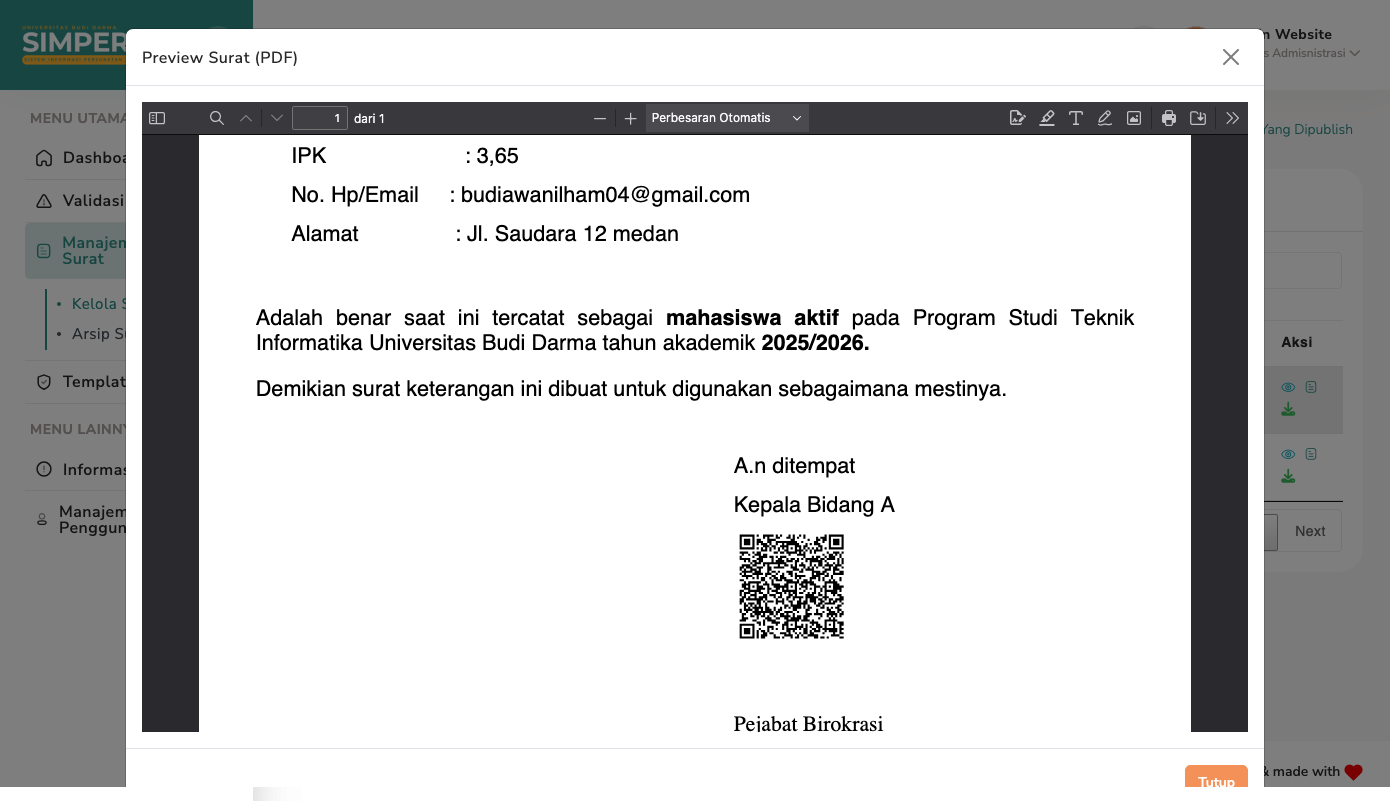 UNIVERSITAS BUDI DARMA
SIMPER
n Website
s Admisnistrasi
Preview Surat (PDF)
MENU UTAMA
Dashboa
Validasi
Manajem
Surat
Kelola S
Arsip Su
Templat
MENU LAINNY
Informas
Manajem
Penggun
1 dari 1
Perbesaran Otomatis
IPK : 3,65
No. Hp/Email : budiawanilham04@gmail.com
Alamat : Jl. Saudara 12 medan
Adalah benar saat ini tercatat sebagai mahasiswa aktif pada Program Studi Teknik
Informatika Universitas Budi Darma tahun akademik 2025/2026.
Demikian surat keterangan ini dibuat untuk digunakan sebagaimana mestinya.
A.n ditempat
Kepala Bidang A
Pejabat Birokrasi
Yang Dipublish
Aksi
Next
Tutup
& made with